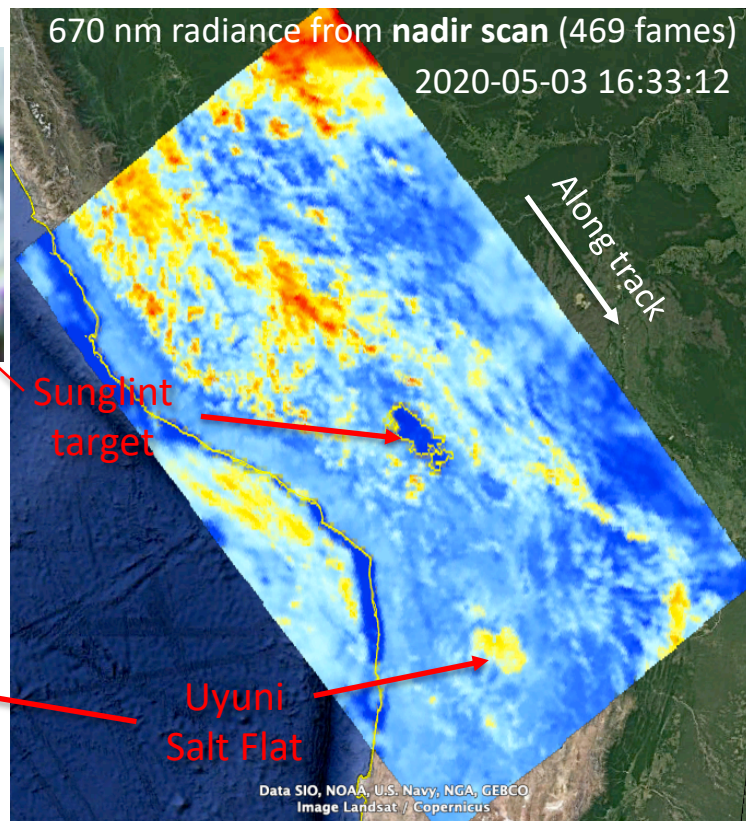 670 nm radiance from nadir scan (469 fames)
2020-05-03 16:33:12
Along track
Sunglint
target
Uyuni
Salt Flat
Data SIO, NOAA, U.S. Navy, NGA, GEBCO
Image Landsat / Copernicus